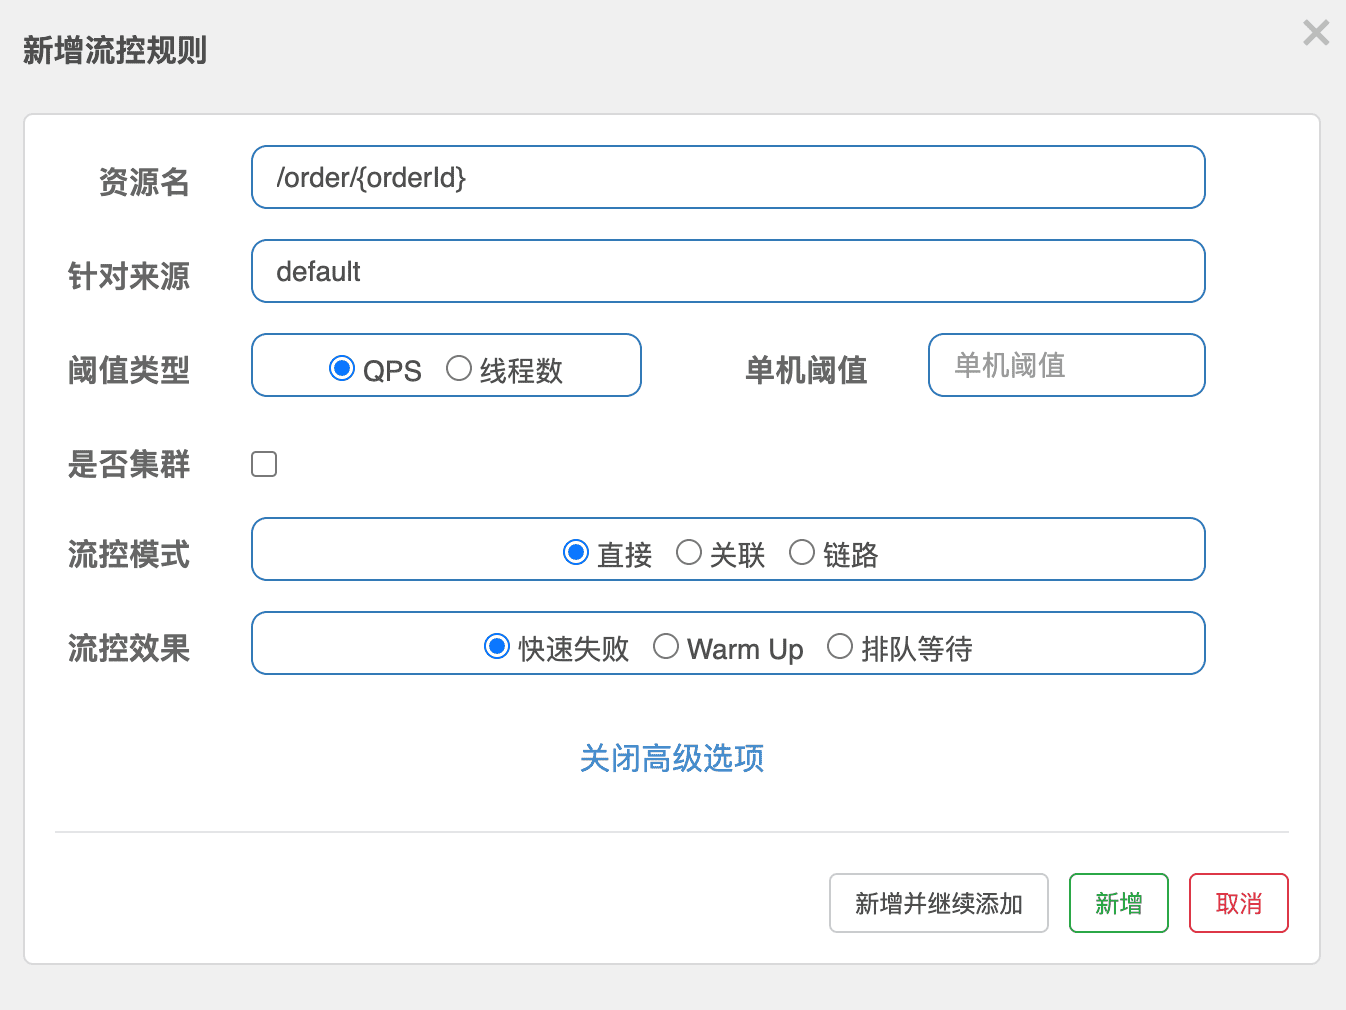 新增流控规则
×
资源名 /order/{orderId}
针对来源 default
阈值类型 QPS 线程数 单机阈值 单机阈值
是否集群
流控模式 直接 关联 链路
流控效果 快速失败 Warm Up 排队等待
关闭高级选项
新增并继续添加 新增 取消